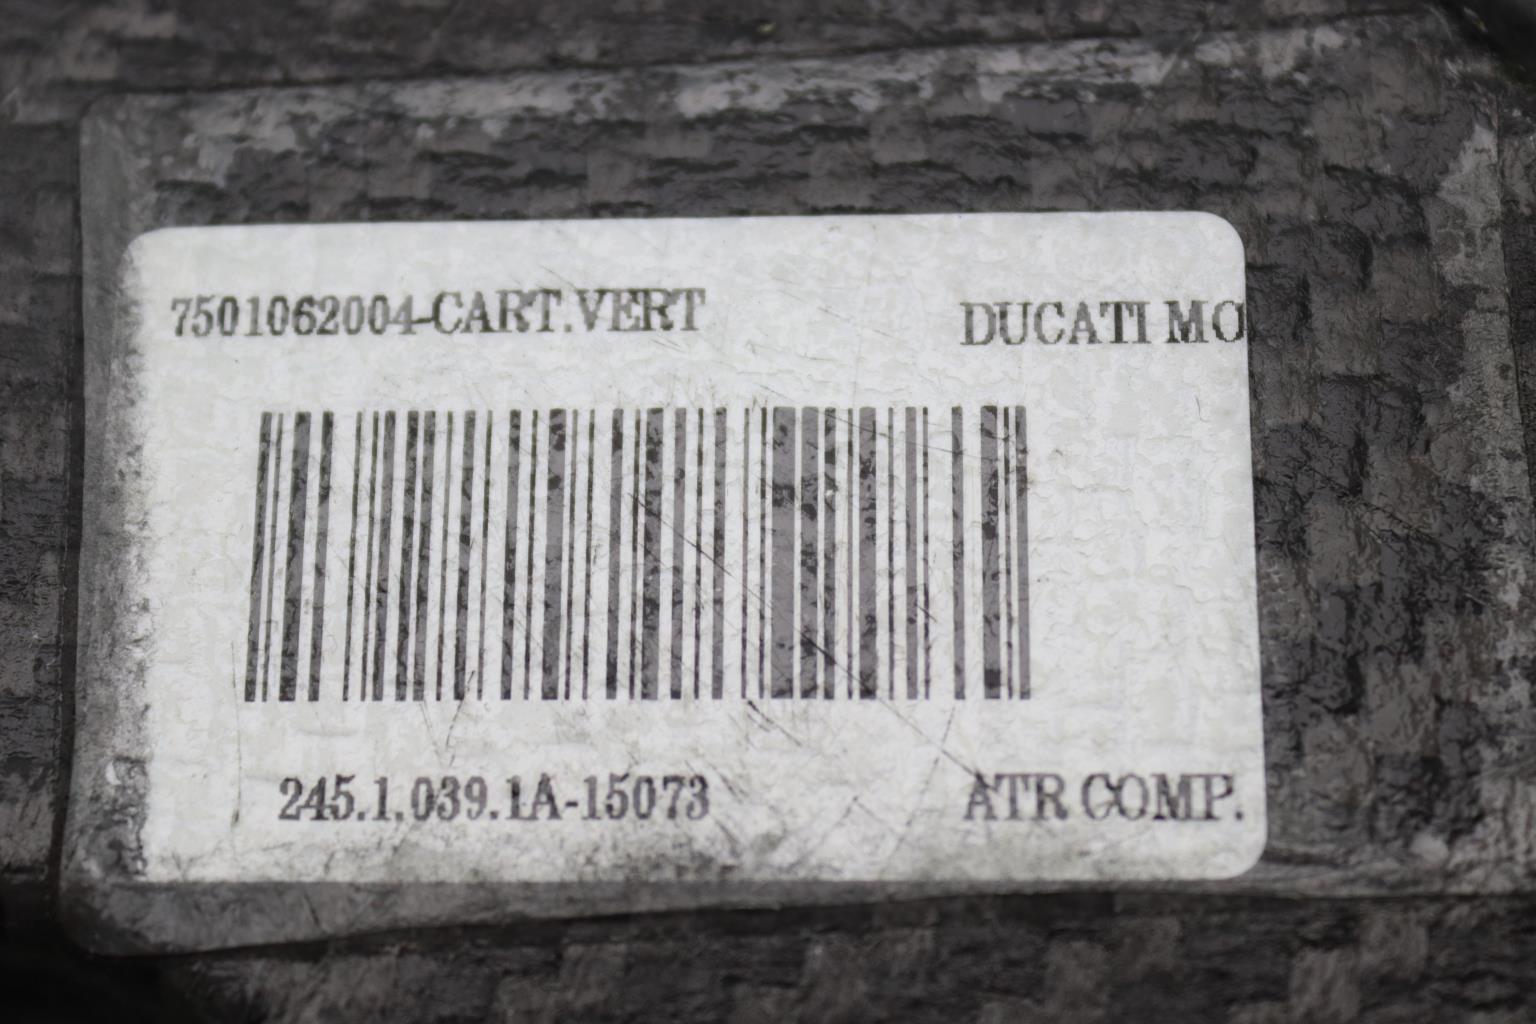 7501062004-CART.VERT DUCATI MO
245.1.039.1A-15073 ATR COMP.